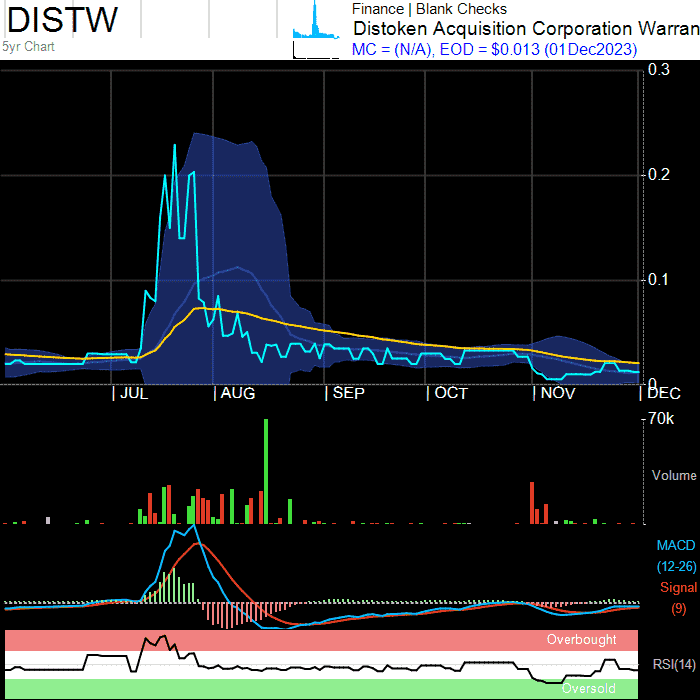 DISTW
5yr Chart
Finance | Blank Checks
Distoken Acquisition Corporation Warran
MC = (N/A), EOD = $0.013 (01Dec2023)
0.3
0.2
0.1
0
JUL AUG SEP OCT NOV DEC
70k
Volume
MACD
(12-26)
Signal
(9)
Overbought
RSI(14)
Oversold